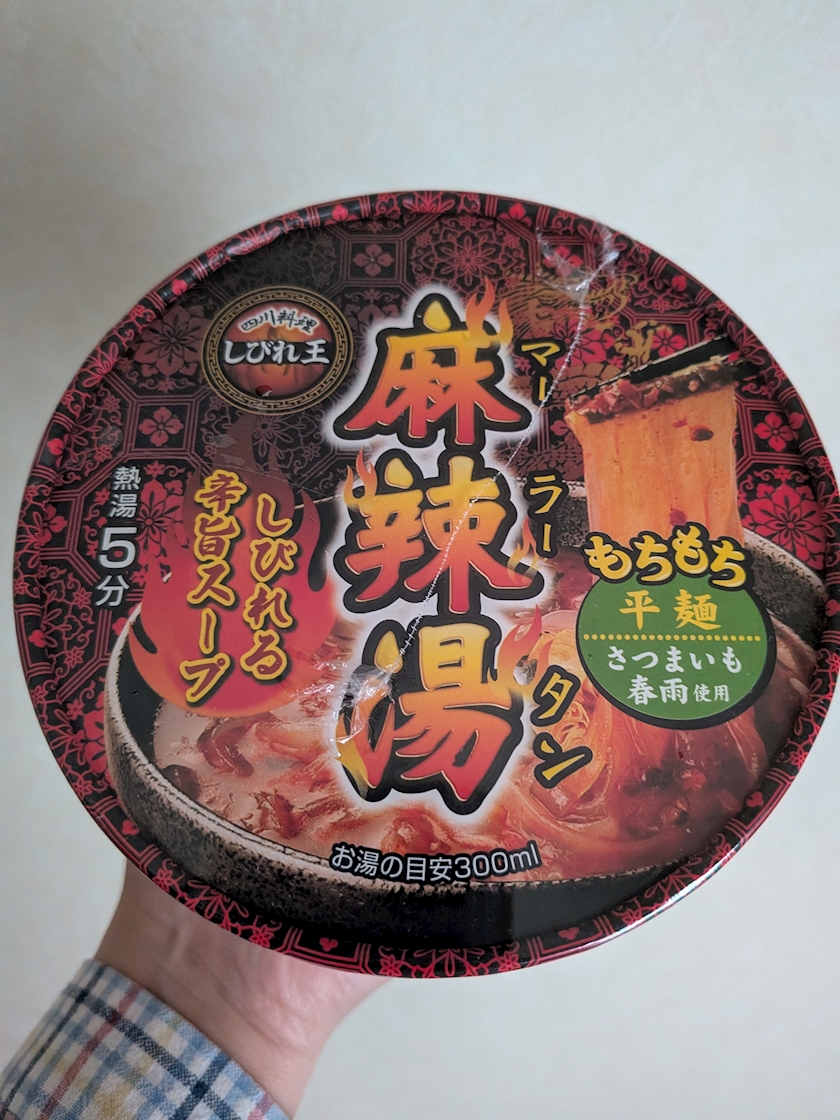 四川料理
しびれ王
麻辣湯
マーラータン
しびれる
辛旨スープ
熱湯5分
もちもち
平麺
さつまいも
春雨使用
お湯の目安300ml